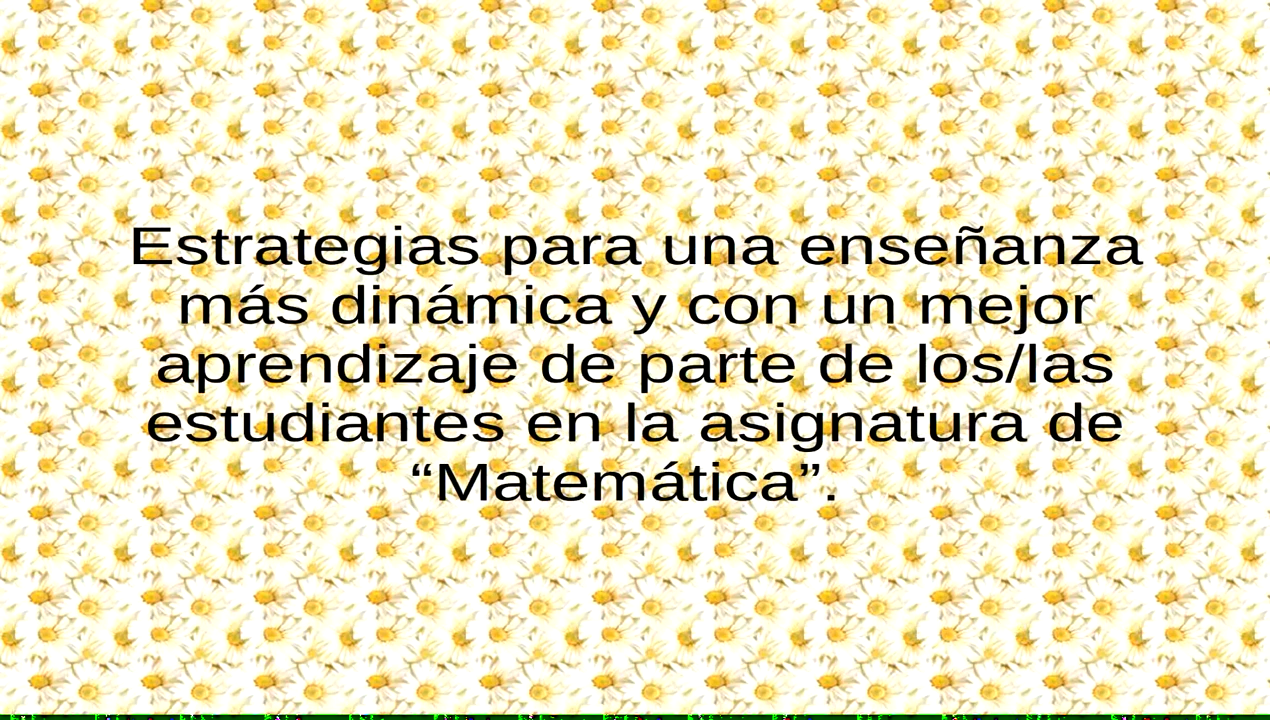 Estrategias para una enseñanza
más dinámica y con un mejor
aprendizaje de parte de los/las
estudiantes en la asignatura de
“Matemática”.